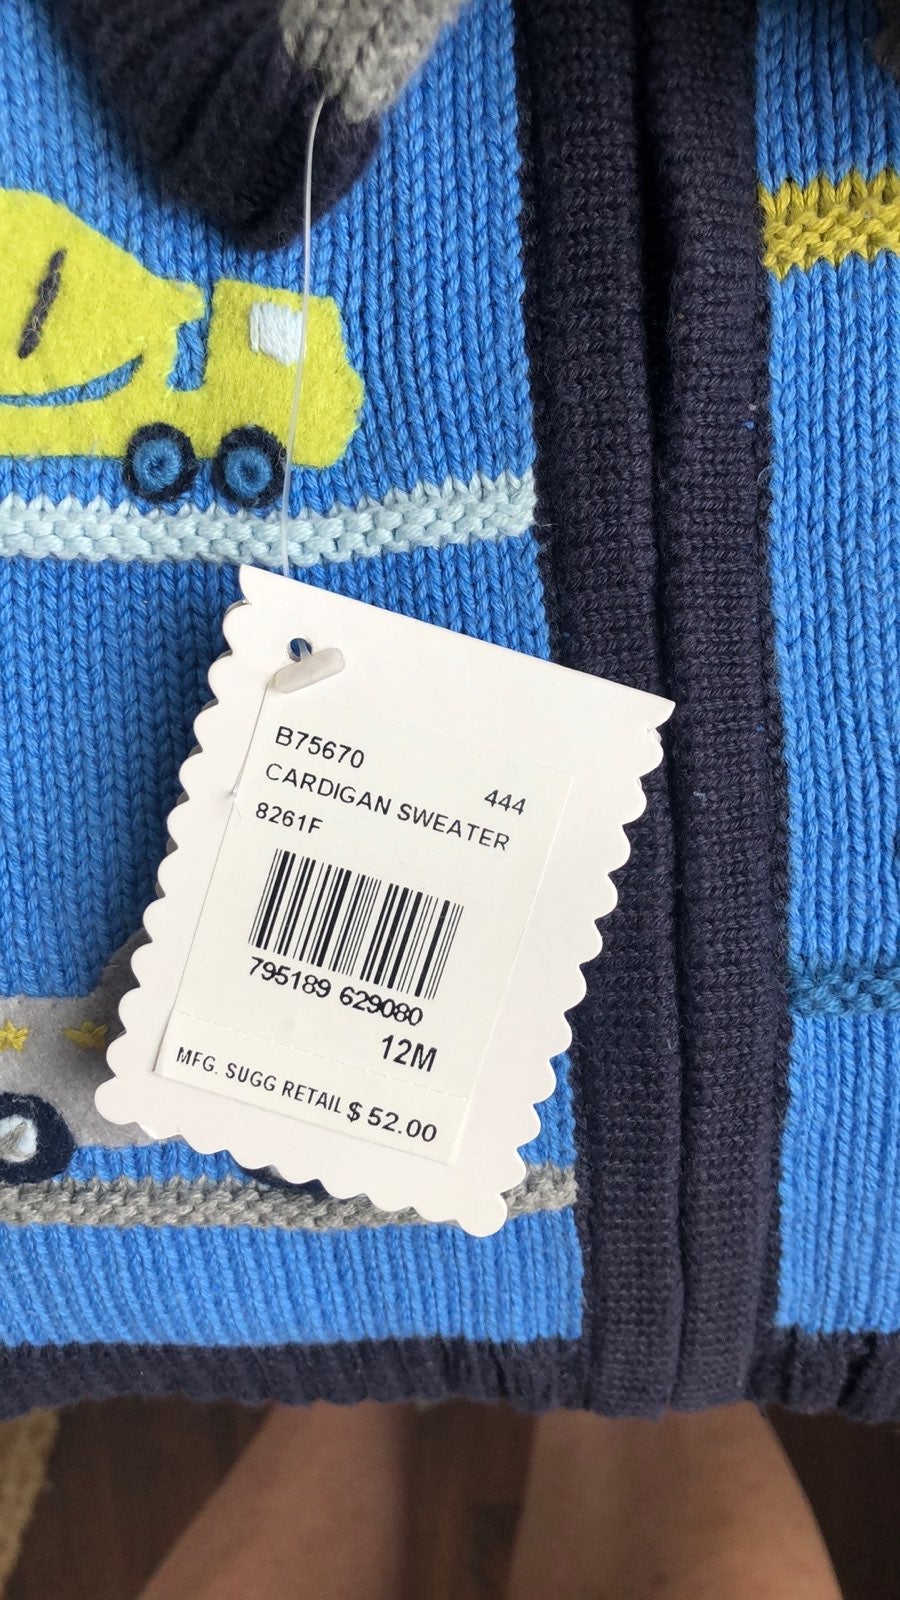 B75670
444
CARDIGAN SWEATER
8261F
795189 629080
12M
MFG. SUGG RETAIL $ 52.00